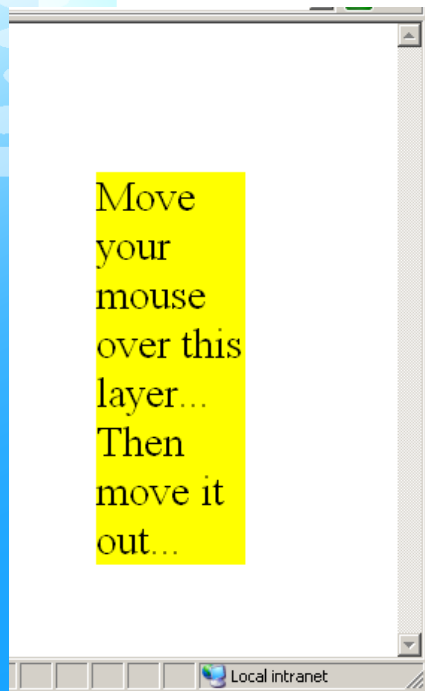 Move
your
mouse
over this
layer...
Then
move it
out...
Local intranet